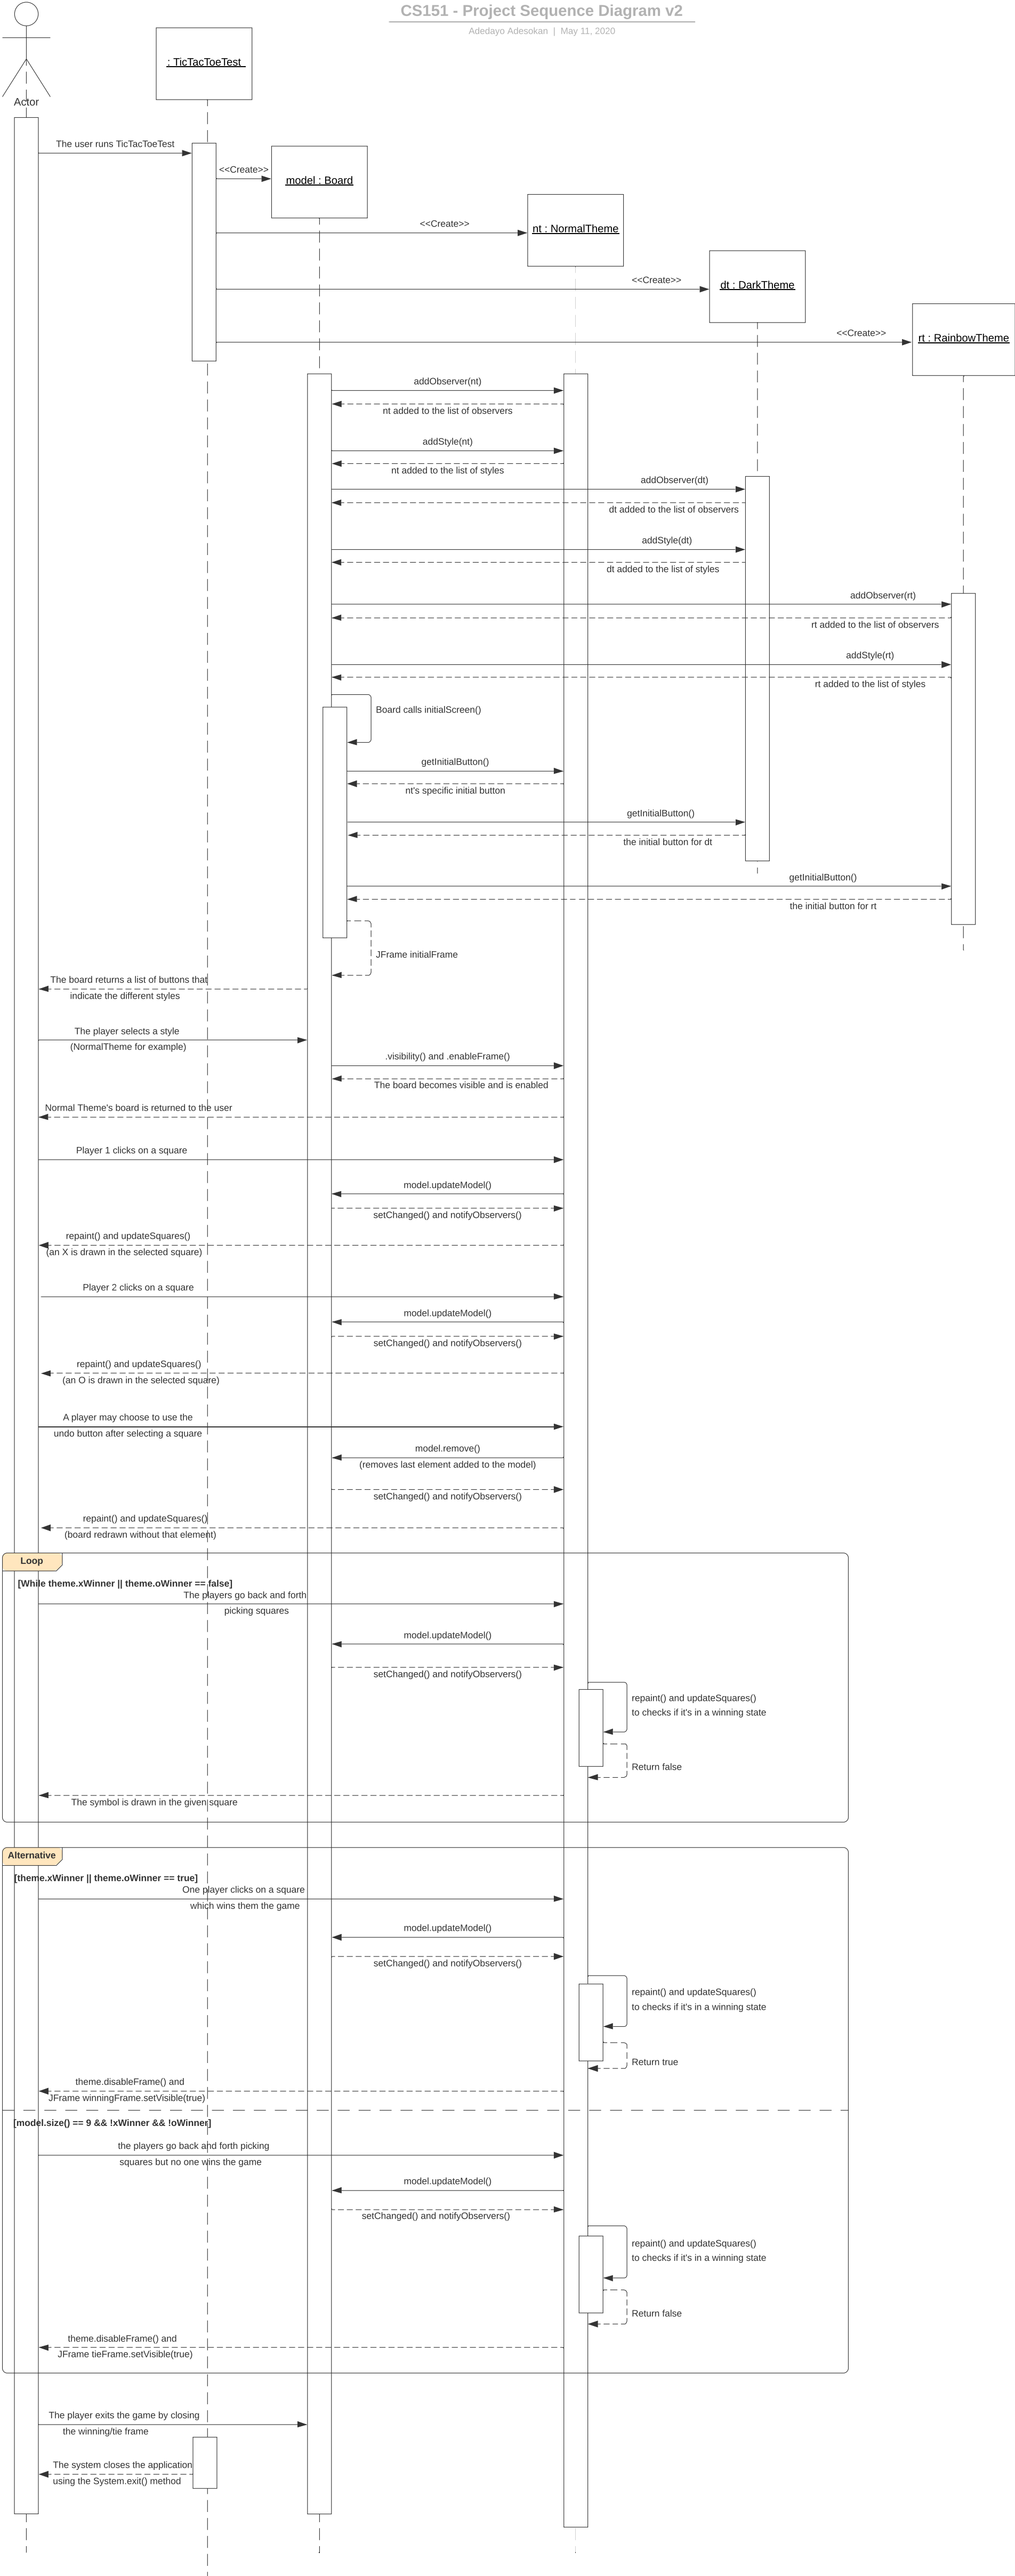 CS151 - Project Sequence Diagram v2
Adedayo Adesokan | May 11, 2020
: TicTacToeTest
Actor
The user runs TicTacToeTest
<<Create>>
model : Board
<<Create>>
nt : NormalTheme
<<Create>>
dt : DarkTheme
<<Create>>
rt : RainbowTheme
addObserver(nt)
nt added to the list of observers
addStyle(nt)
nt added to the list of styles
addObserver(dt)
dt added to the list of observers
addStyle(dt)
dt added to the list of styles
addObserver(rt)
rt added to the list of observers
addStyle(rt)
rt added to the list of styles
Board calls initialScreen()
getInitialButton()
nt's specific initial button
getInitialButton()
the initial button for dt
getInitialButton()
the initial button for rt
JFrame initialFrame
The board returns a list of buttons that
indicate the different styles
The player selects a style
(NormalTheme for example)
.visibility() and .enableFrame()
The board becomes visible and is enabled
Normal Theme's board is returned to the user
Player 1 clicks on a square
model.updateModel()
setChanged() and notifyObservers()
repaint() and updateSquares()
(an X is drawn in the selected square)
Player 2 clicks on a square
model.updateModel()
setChanged() and notifyObservers()
repaint() and updateSquares()
(an O is drawn in the selected square)
A player may choose to use the
undo button after selecting a square
model.remove()
(removes last element added to the model)
setChanged() and notifyObservers()
repaint() and updateSquares()
(board redrawn without that element)
Loop
[While theme.xWinner || theme.oWinner == false]
The players go back and forth
picking squares
model.updateModel()
setChanged() and notifyObservers()
repaint() and updateSquares()
to checks if it's in a winning state
Return false
The symbol is drawn in the given square
Alternative
[theme.xWinner || theme.oWinner == true]
One player clicks on a square
which wins them the game
model.updateModel()
setChanged() and notifyObservers()
repaint() and updateSquares()
to checks if it's in a winning state
Return true
theme.disableFrame() and
JFrame winningFrame.setVisible(true)
[model.size() == 9 && !xWinner && !oWinner]
the players go back and forth picking
squares but no one wins the game
model.updateModel()
setChanged() and notifyObservers()
repaint() and updateSquares()
to checks if it's in a winning state
Return false
theme.disableFrame() and
JFrame tieFrame.setVisible(true)
The player exits the game by closing
the winning/tie frame
The system closes the application
using the System.exit() method